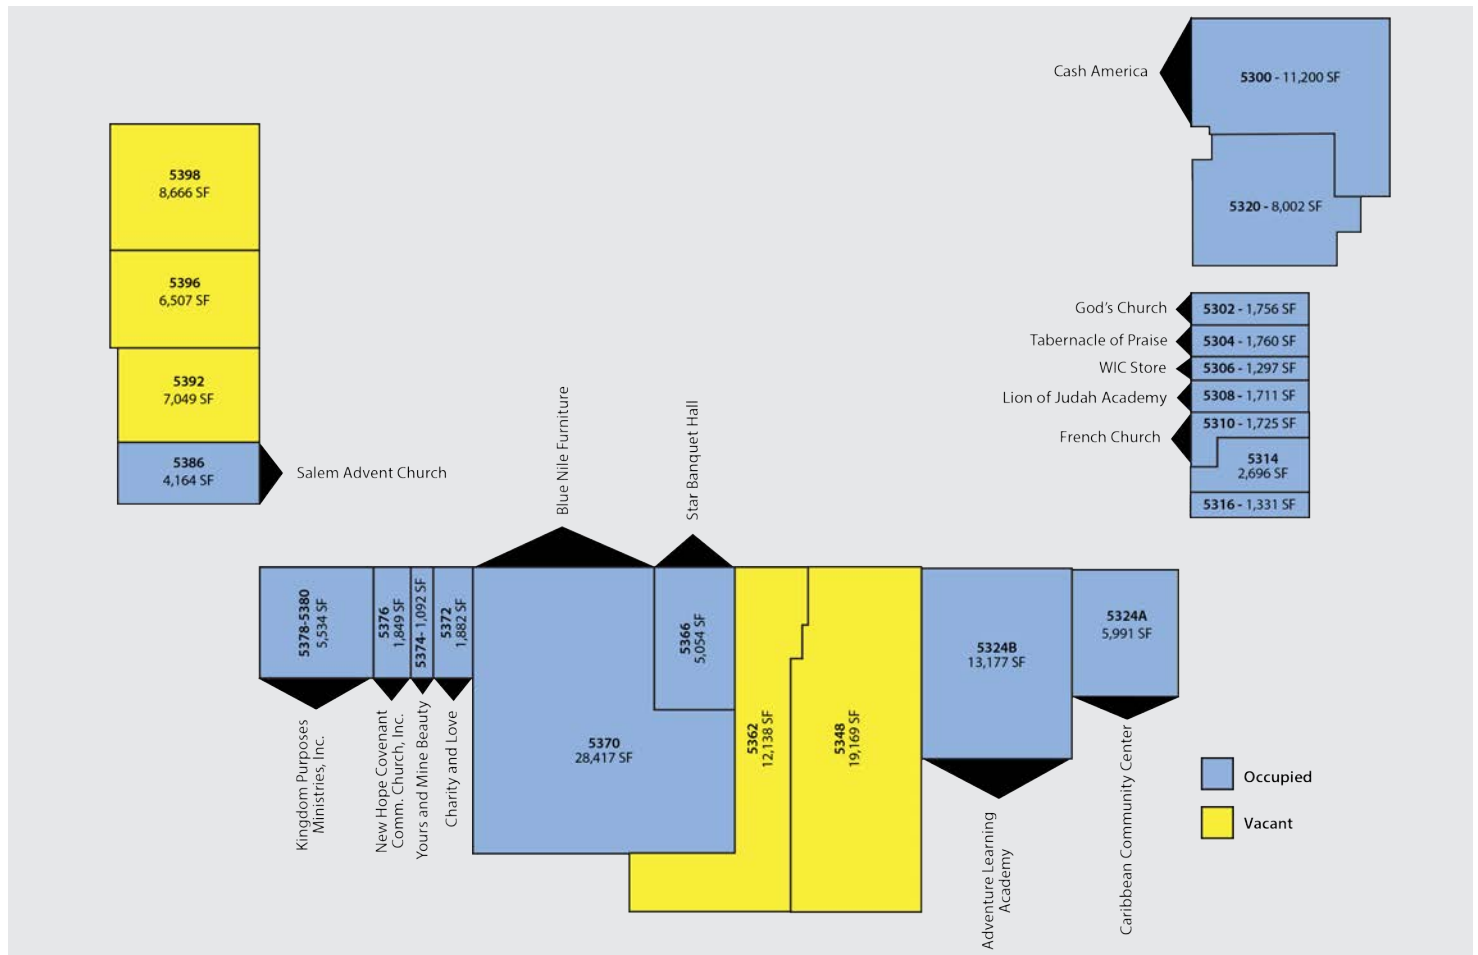 Cash America
5300 - 11,200 SF
5320 - 8,002 SF
5398
8,666 SF
5396
6,507 SF
5392
7,049 SF
5386
4,164 SF
Salem Advent Church
God's Church
5302 - 1,756 SF
Tabernacle of Praise
5304 - 1,760 SF
WIC Store
5306 - 1,297 SF
Lion of Judah Academy
5308 - 1,711 SF
French Church
5310 - 1,725 SF
5314
2,696 SF
5316 - 1,331 SF
Blue Nile Furniture
Star Banquet Hall
5378-5380
5,534 SF
5376
1,849 SF
5374- 1,092 SF
5372
1,882 SF
5370
28,417 SF
5366
5,054 SF
5362
12,138 SF
5348
19,169 SF
5324B
13,177 SF
5324A
5,991 SF
Kingdom Purposes
Ministries, Inc.
New Hope Covenant
Comm. Church, Inc.
Yours and Mine Beauty
Charity and Love
Adventure Learning
Academy
Caribbean Community Center
Occupied
Vacant